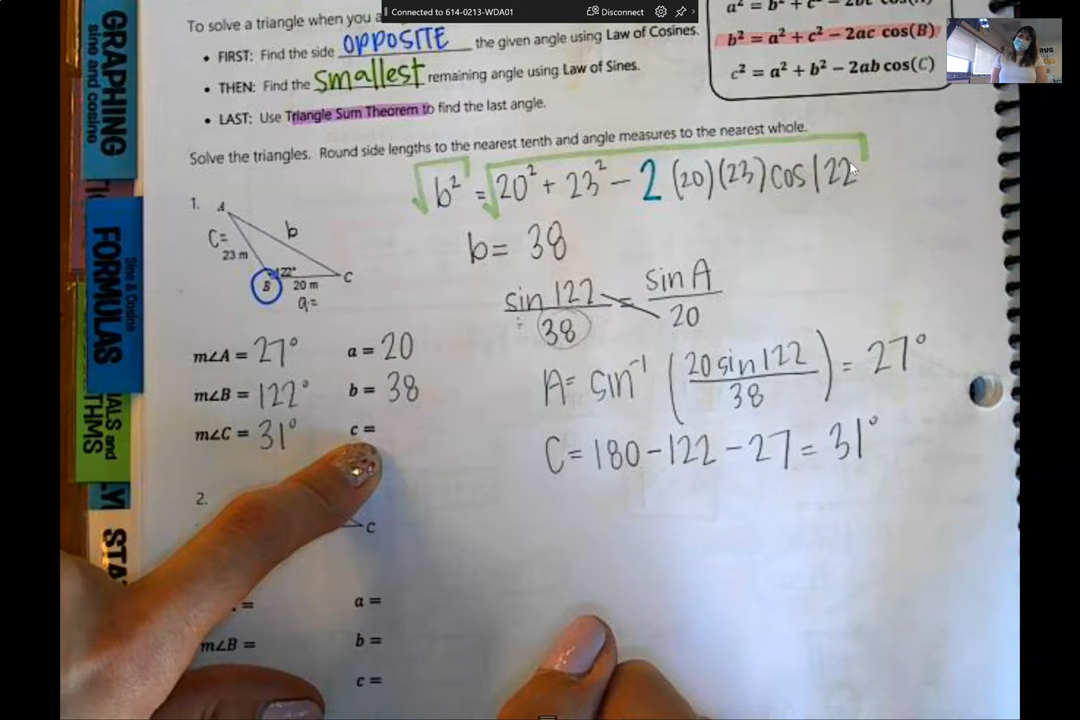 Connected to 614-0213-WDA01 Disconnect
GRAPHING
sine and cosine
Sine & Cosine
FORMULAS
STA
To solve a triangle when you a
• FIRST: Find the side OPPOSITE the given angle using Law of Cosines.
• THEN: Find the Smallest remaining angle using Law of Sines.
• LAST: Use Triangle Sum Theorem to find the last angle.
b² = a² + c² − 2ac cos(B)
c² = a² + b² − 2ab cos(C)
Solve the triangles. Round side lengths to the nearest tenth and angle measures to the nearest whole.
√b² = √20² + 23² − 2 (20)(23) cos 122
1.
A
C=
23 m
b
122°
B
20 m
a=
C
b = 38
sin 122 / 38 = sin A / 20
A = sin⁻¹ (20 sin 122 / 38) = 27°
C = 180 − 122 − 27 = 31°
m∠A = 27° a = 20
m∠B = 122° b = 38
m∠C = 31° c =
2.
C
= a =
m∠B = b =
c =